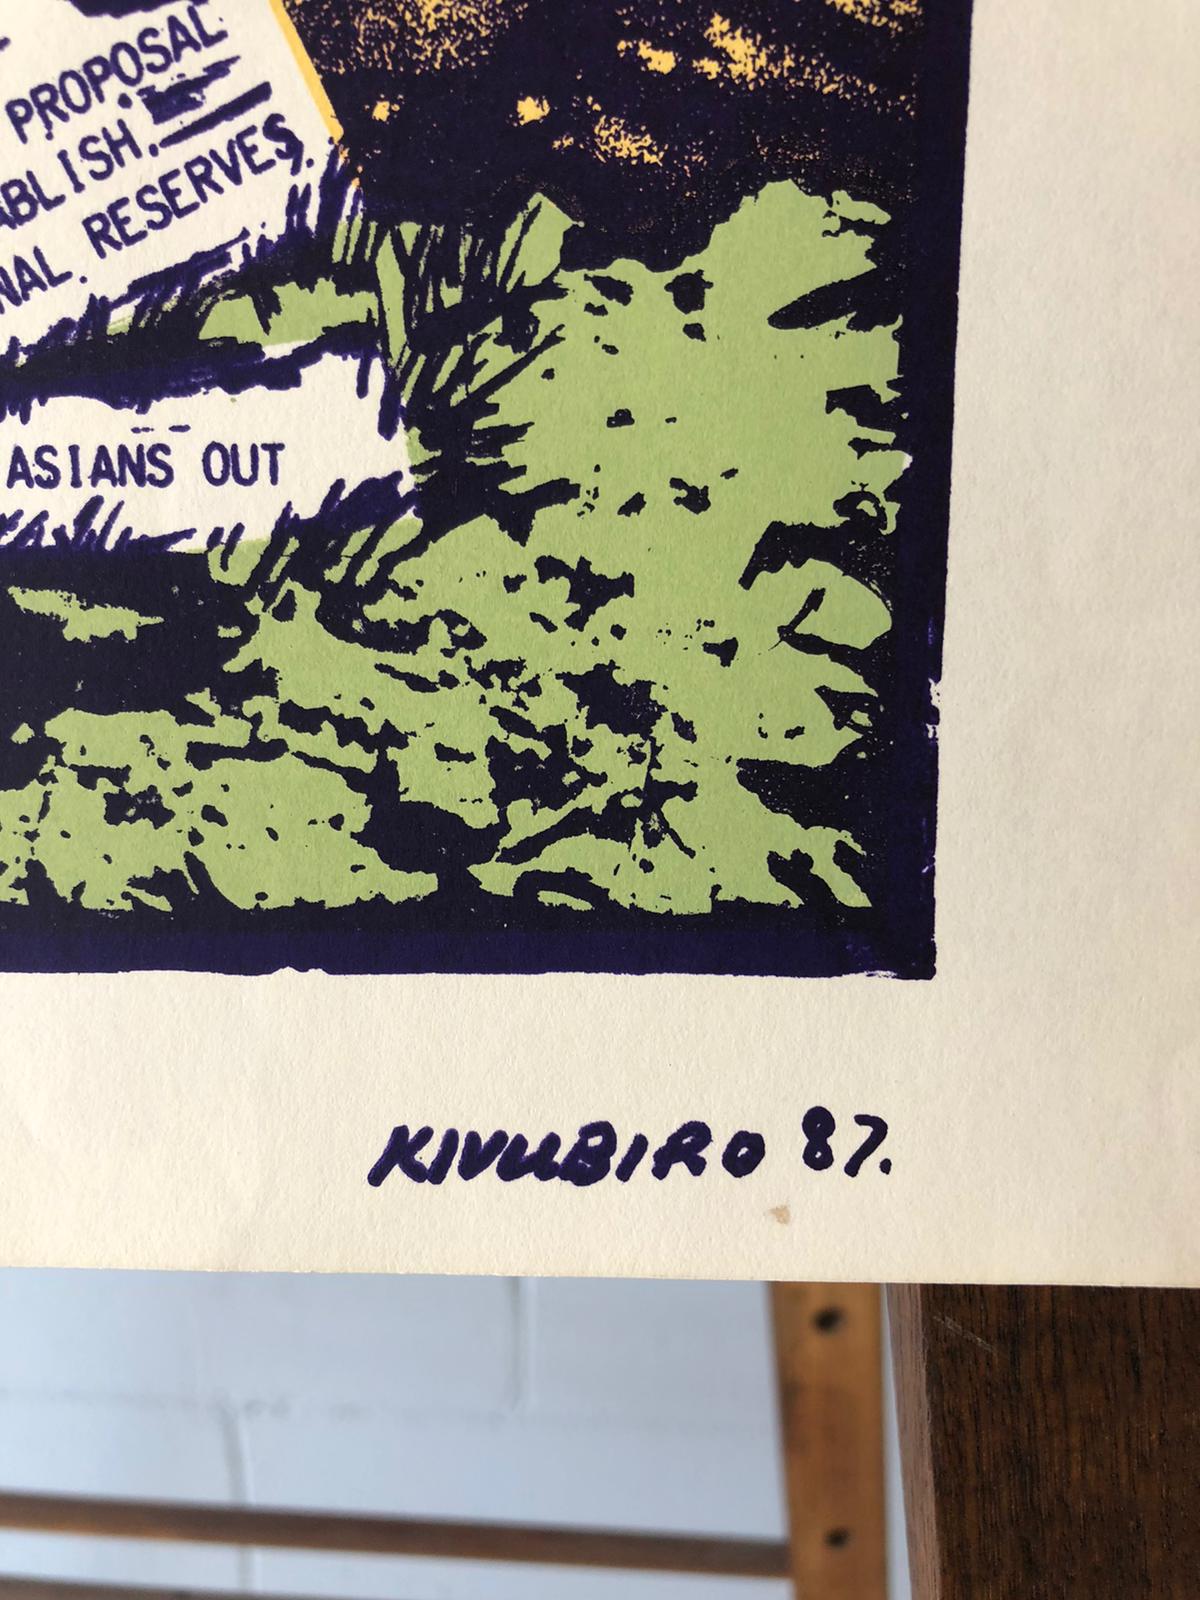 PROPOSAL
ABLISH.
NAL. RESERVES.
ASIANS OUT
KIVUBIRO 87.